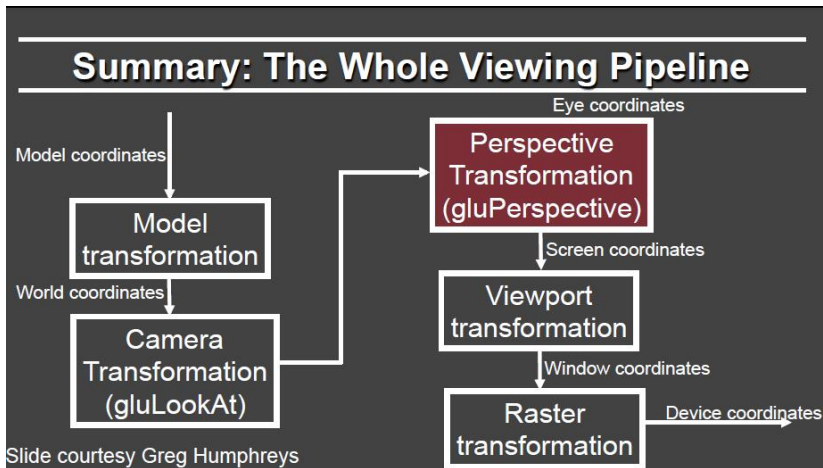 Summary: The Whole Viewing Pipeline
Model coordinates
Model
transformation
World coordinates
Camera
Transformation
(gluLookAt)
Eye coordinates
Perspective
Transformation
(gluPerspective)
Screen coordinates
Viewport
transformation
Window coordinates
Raster
transformation
Device coordinates
Slide courtesy Greg Humphreys